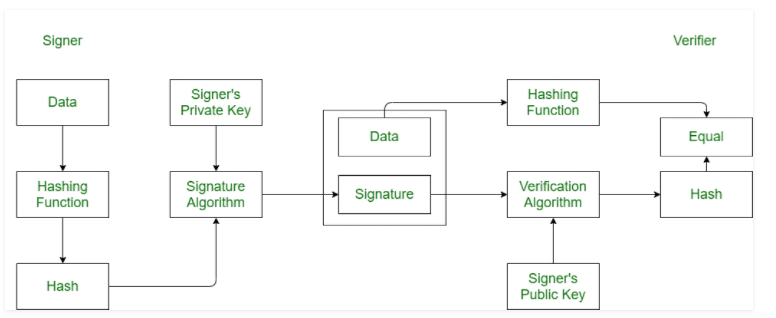 Signer
Verifier
Data
Signer's
Private Key
Hashing
Function
Data
Equal
Hashing
Function
Signature
Algorithm
Signature
Verification
Algorithm
Hash
Hash
Signer's
Public Key